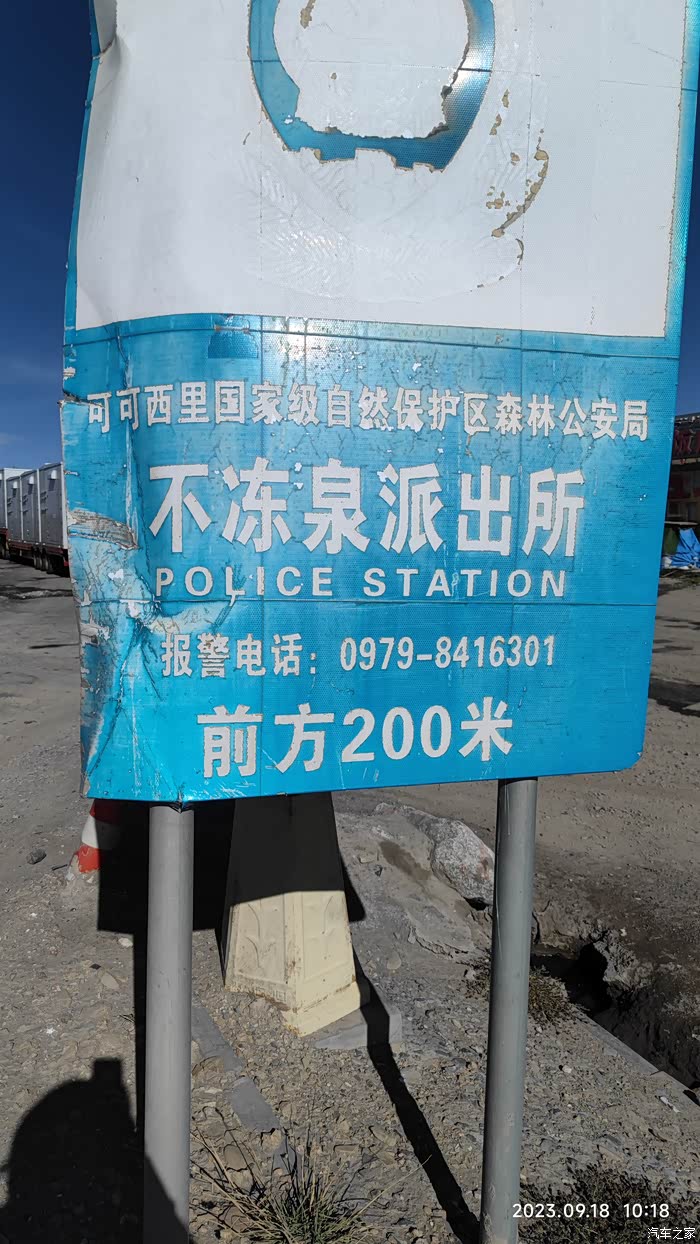 可可西里国家级自然保护区森林公安局
不冻泉派出所
POLICE STATION
报警电话：0979-8416301
前方200米
2023.09.18 10:18
汽车之家